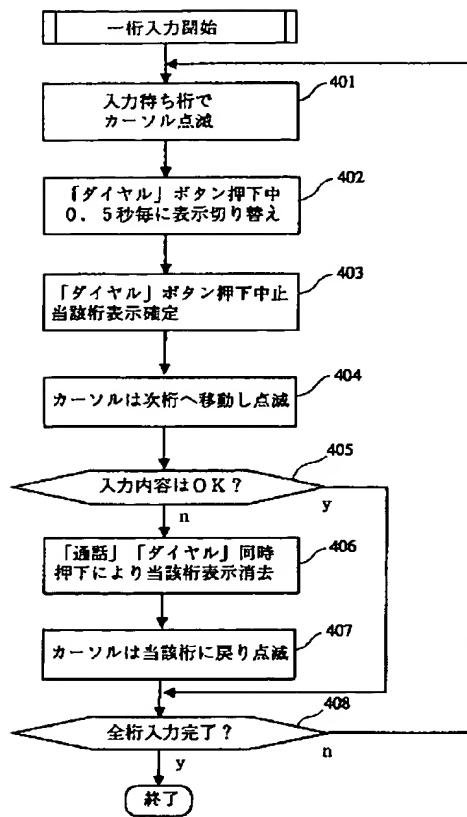 一桁入力開始
401
入力待ち桁で
カーソル点滅
402
「ダイヤル」ボタン押下中
０．５秒毎に表示切り替え
403
「ダイヤル」ボタン押下中止
当該桁表示確定
404
カーソルは次桁へ移動し点滅
405
入力内容はＯＫ？
y
n
406
「通話」「ダイヤル」同時
押下により当該桁表示消去
407
カーソルは当該桁に戻り点滅
408
全桁入力完了？
n
y
終了